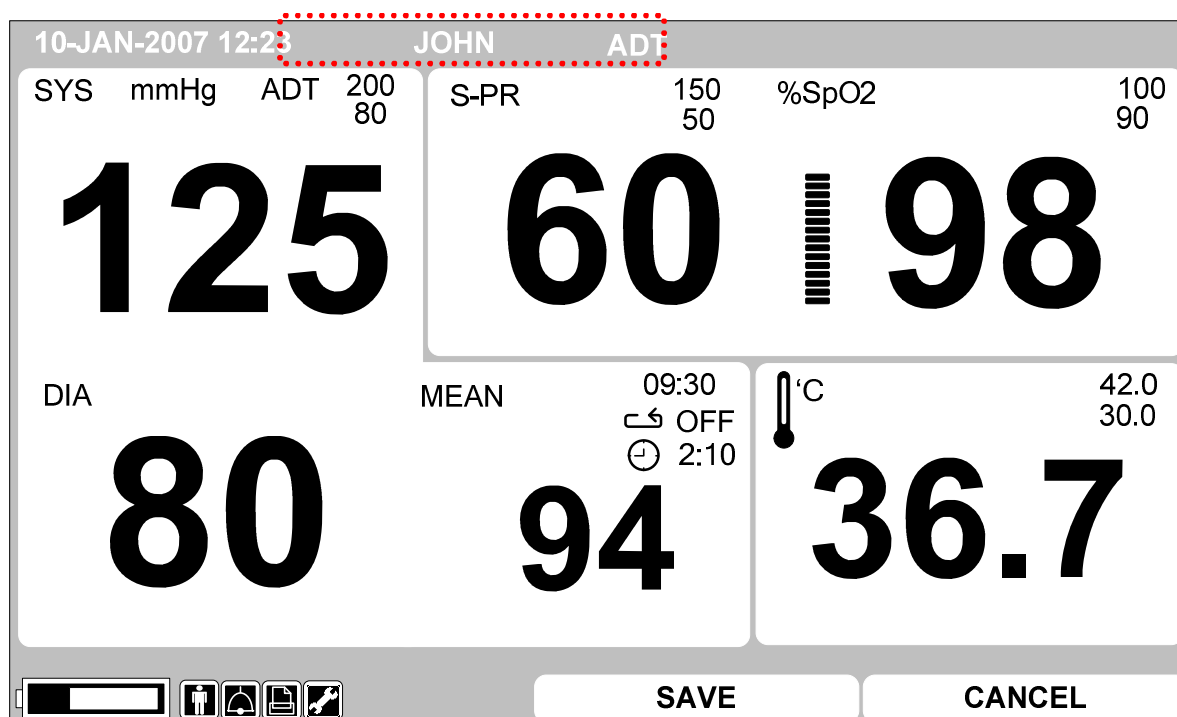 10-JAN-2007 12:23 JOHN ADT
SYS mmHg ADT 200
80
125
S-PR 150
50
60
%SpO2 100
90
98
DIA
80
MEAN 09:30
OFF
2:10
94
'C 42.0
30.0
36.7
SAVE CANCEL